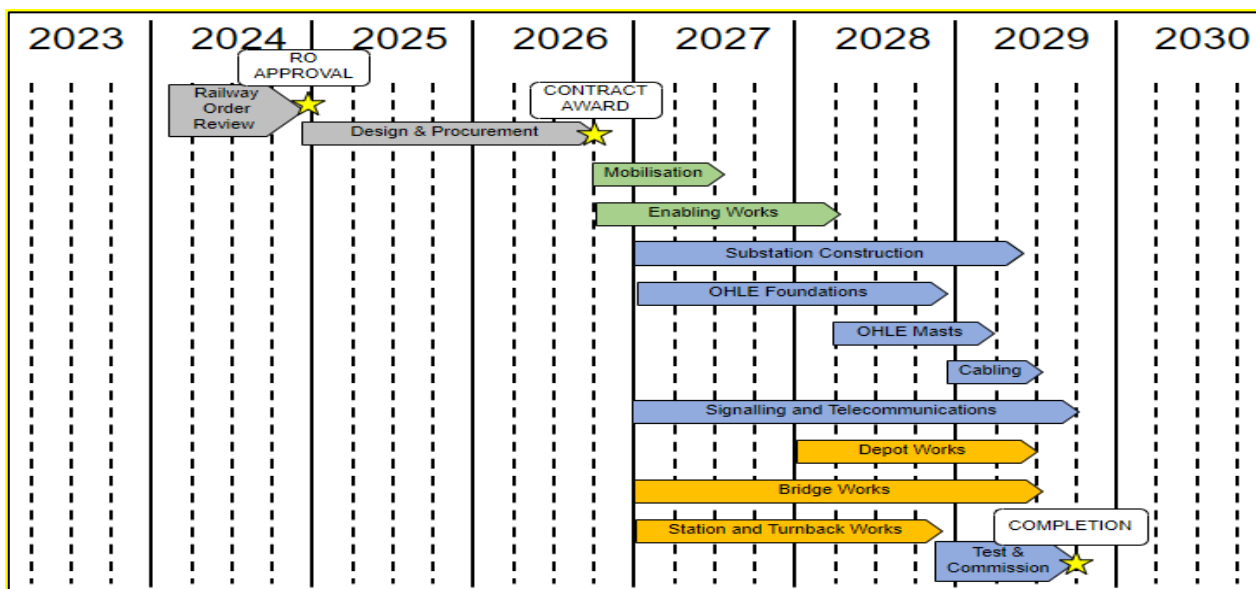 2023 2024 2025 2026 2027 2028 2029 2030
RO
APPROVAL
Railway
Order
Review
CONTRACT
AWARD
Design & Procurement
Mobilisation
Enabling Works
Substation Construction
OHLE Foundations
OHLE Masts
Cabling
Signalling and Telecommunications
Depot Works
Bridge Works
Station and Turnback Works
COMPLETION
Test &
Commission